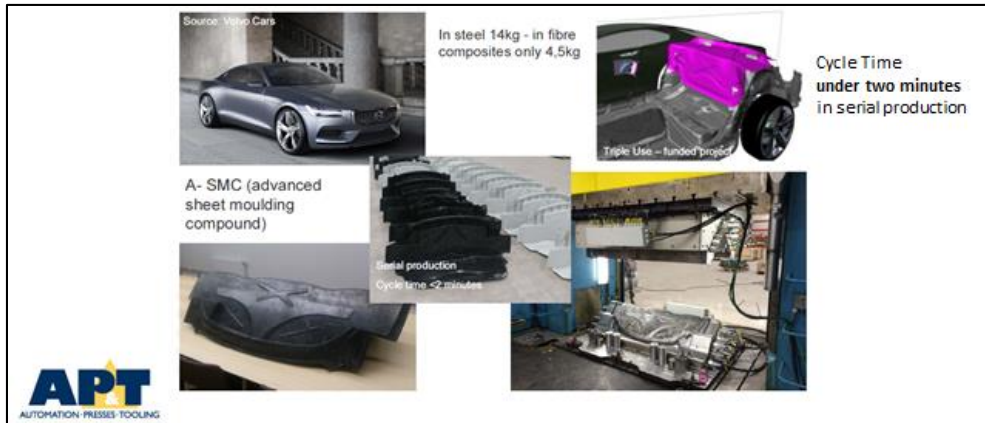 Source: Volvo Cars
In steel 14kg - in fibre
composites only 4,5kg
Triple Use – funded project
Cycle Time
under two minutes
in serial production
A- SMC (advanced
sheet moulding
compound)
Serial production
Cycle time <2 minutes
AP&T
AUTOMATION·PRESSES·TOOLING